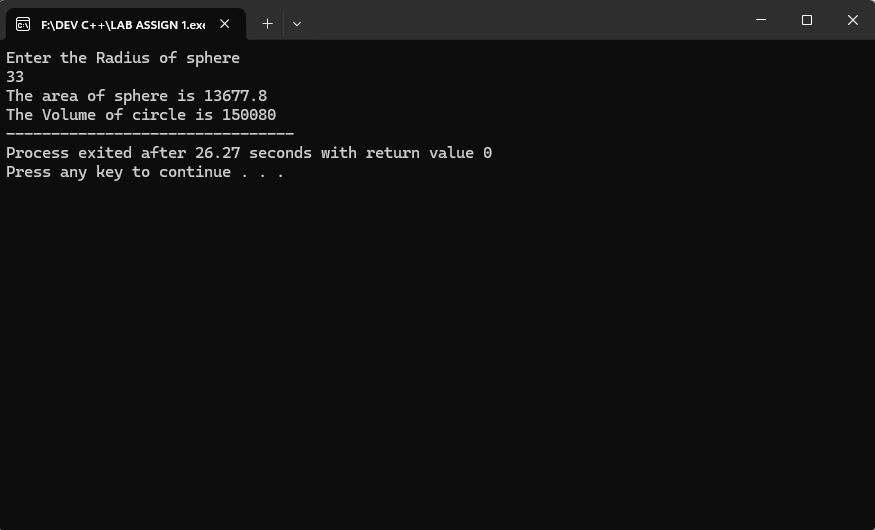 F:\DEV C++\LAB ASSIGN 1.exe
Enter the Radius of sphere
33
The area of sphere is 13677.8
The Volume of circle is 150080
--------------------------------
Process exited after 26.27 seconds with return value 0
Press any key to continue . . .